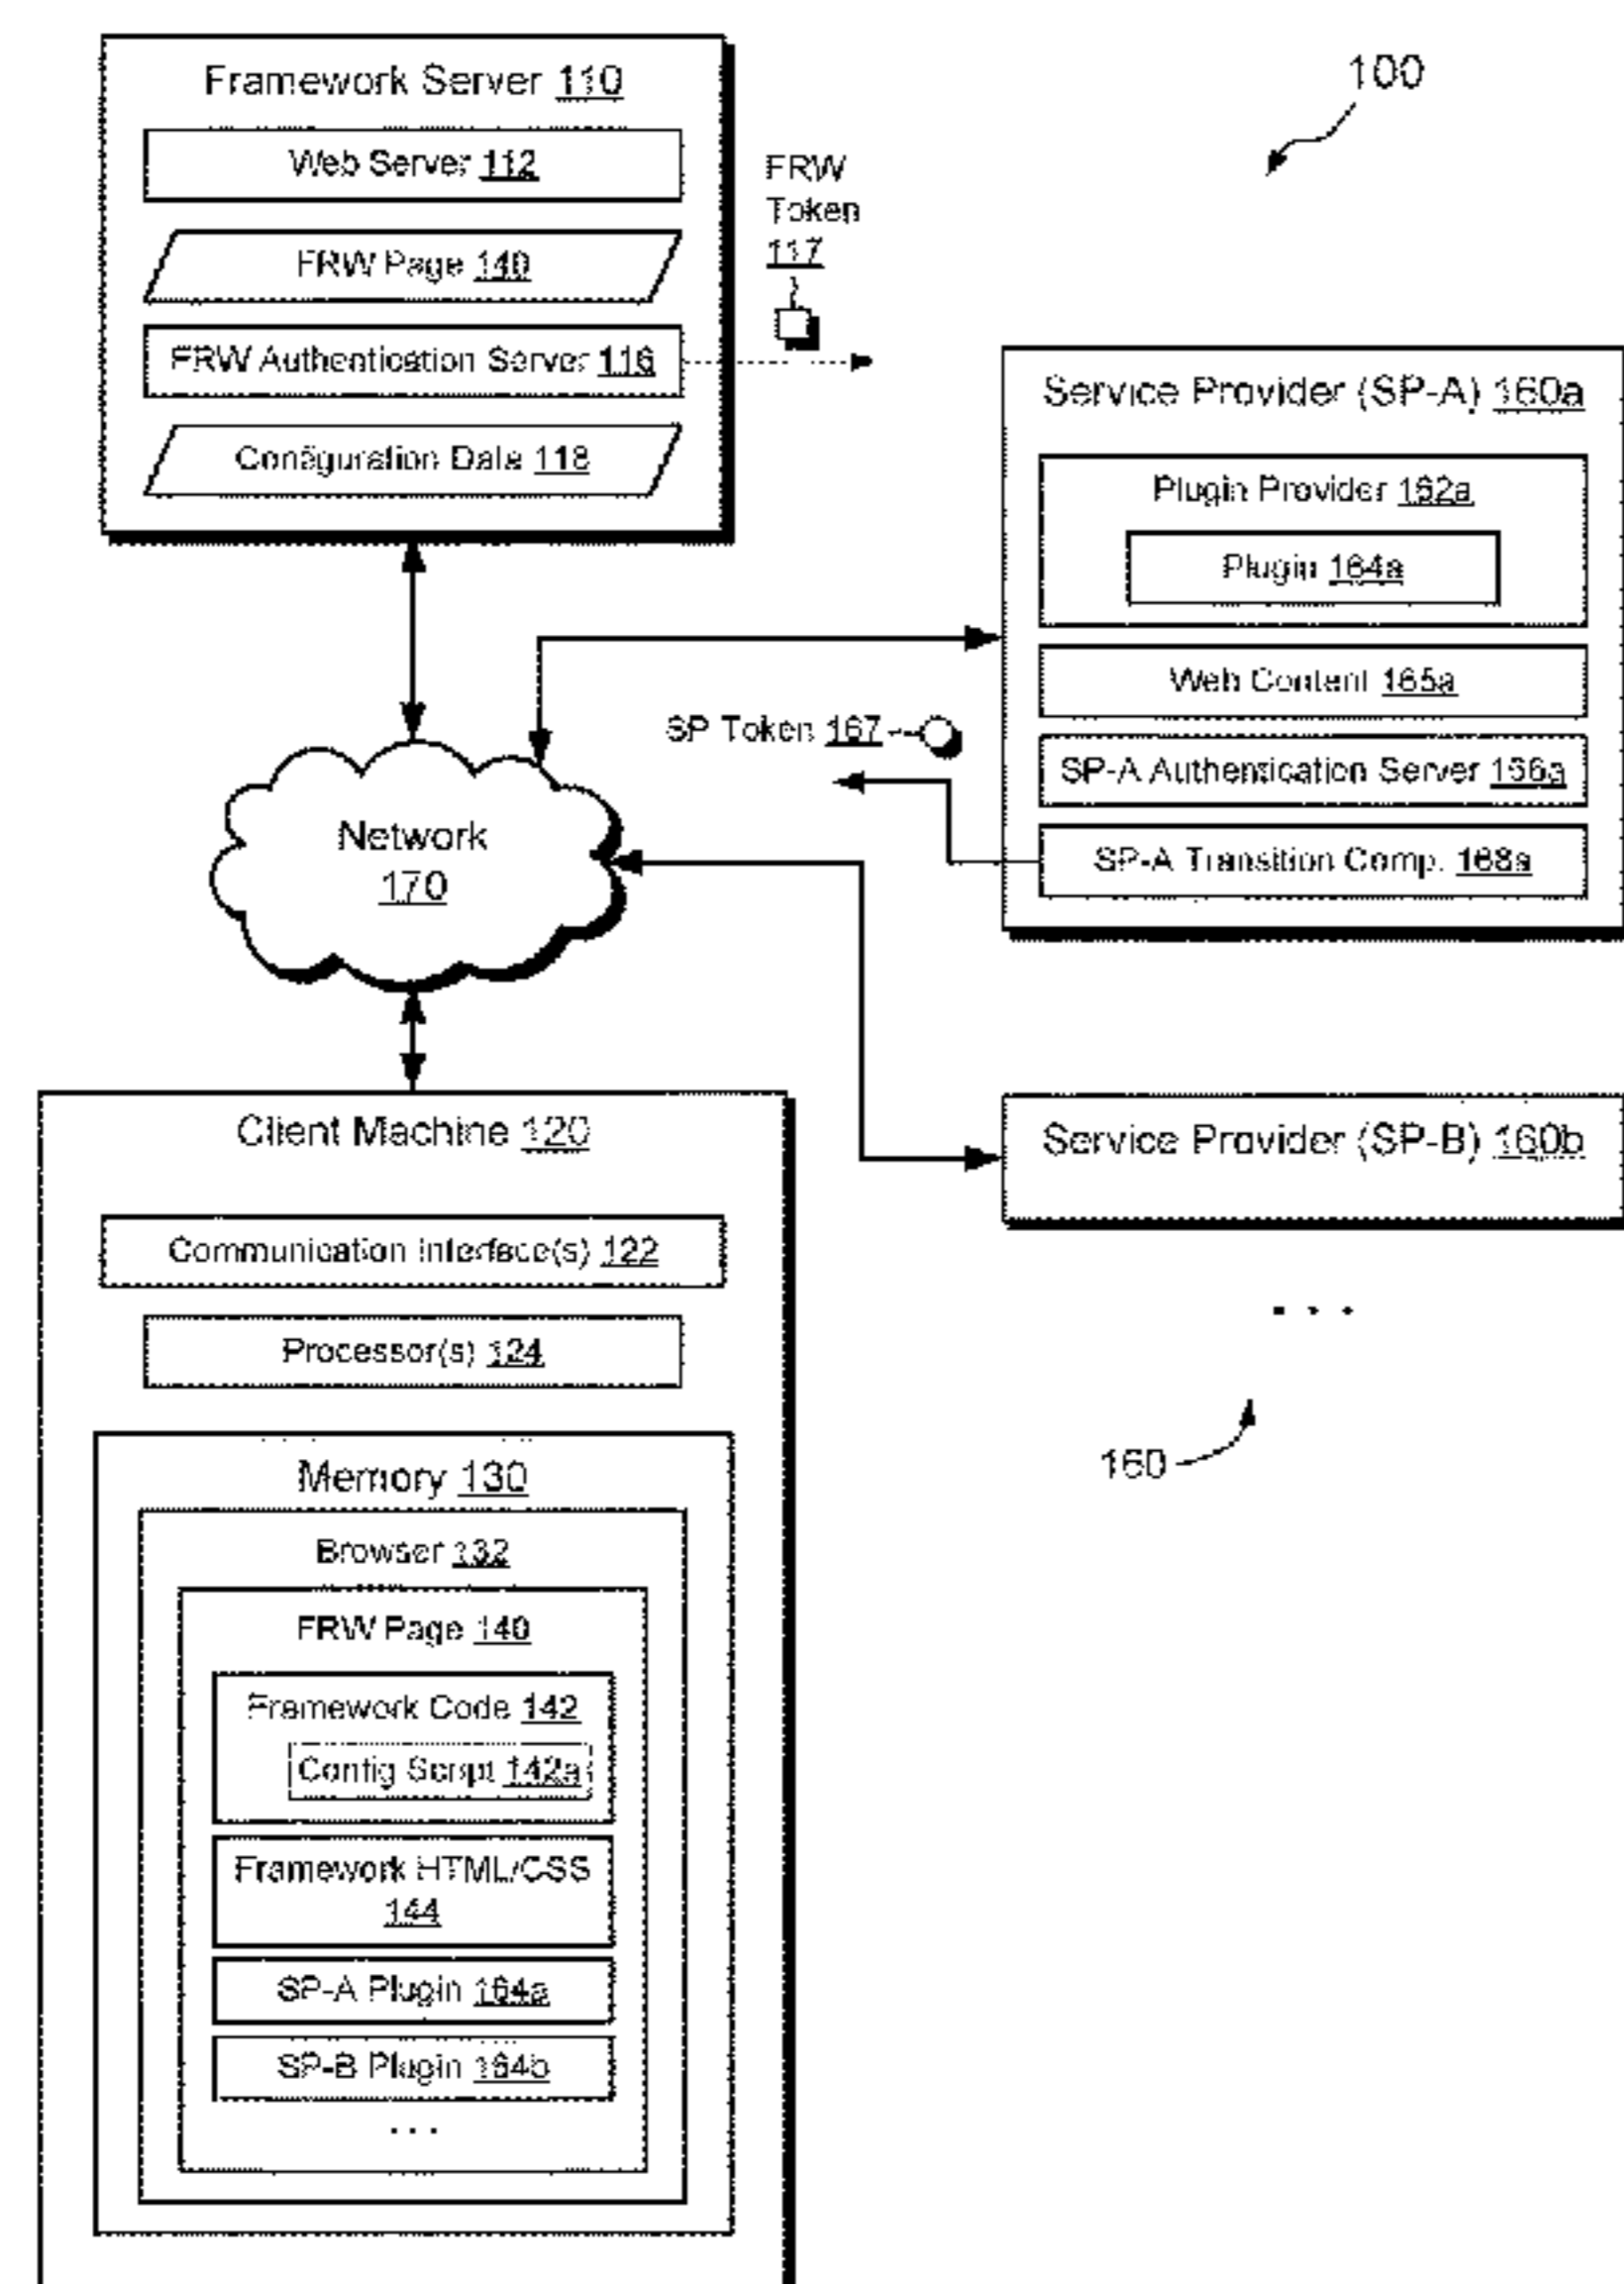 Framework Server 110
Web Server 112
FRW Page 140
FRW Authentication Server 116
Configuration Data 118
FRW
Token
117
100
Service Provider (SP-A) 160a
Plugin Provider 162a
Plugin 164a
Web Content 165a
SP-A Authentication Server 166a
SP-A Transition Comp. 168a
SP Token 167
Network
170
Service Provider (SP-B) 160b
. . .
160
Client Machine 120
Communication Interface(s) 122
Processor(s) 124
Memory 130
Browser 132
FRW Page 140
Framework Code 142
Config Script 142a
Framework HTML/CSS
144
SP-A Plugin 164a
SP-B Plugin 164b
. . .